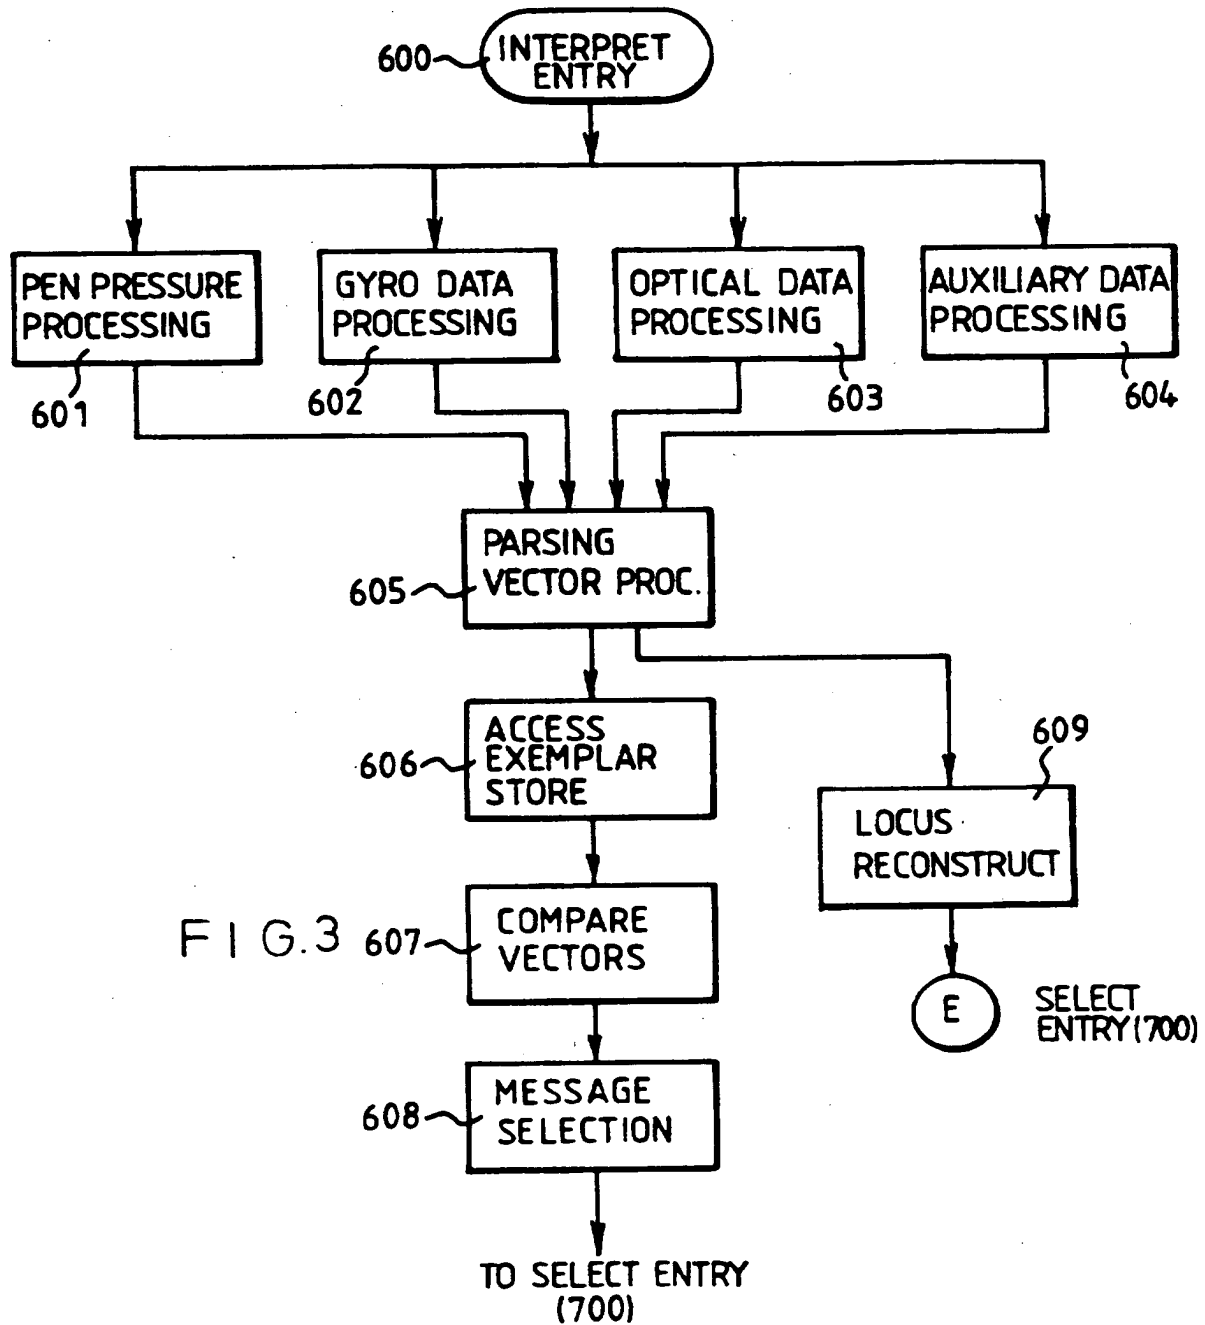 600
INTERPRET
ENTRY
PEN PRESSURE
PROCESSING
601
GYRO DATA
PROCESSING
602
OPTICAL DATA
PROCESSING
603
AUXILIARY DATA
PROCESSING
604
PARSING
VECTOR PROC.
605
ACCESS
EXEMPLAR
STORE
606
609
LOCUS
RECONSTRUCT
FIG.3
607
COMPARE
VECTORS
E
SELECT
ENTRY(700)
608
MESSAGE
SELECTION
TO SELECT ENTRY
(700)